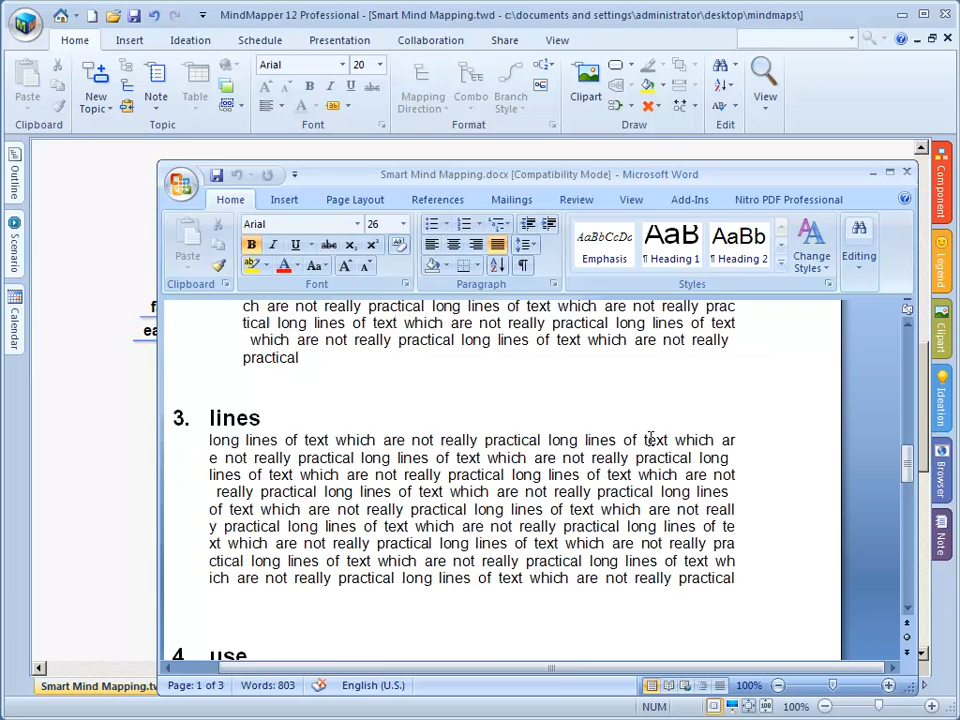 MindMapper 12 Professional - [Smart Mind Mapping.twd - c:\documents and settings\administrator\desktop\mindmaps\]
Home Insert Ideation Schedule Presentation Collaboration Share View
Arial 20
Paste New Topic Note Table B I U abc Mapping Direction Combo Branch Style Clipart View
Clipboard Topic Font Format Draw Edit
Outline
Scenario
Calendar
Component
Legend
Clipart
Ideation
Browser
Note
f
ea
Smart Mind Mapping.docx [Compatibility Mode] - Microsoft Word
Home Insert Page Layout References Mailings Review View Add-Ins Nitro PDF Professional
Arial 26
Paste B I U abc x₂ x² Aa A A
AaBbCcDc AaB AaBb
Emphasis ¶ Heading 1 ¶ Heading 2 Change Styles Editing
Clipboard Font Paragraph Styles
ch are not really practical long lines of text which are not really prac
tical long lines of text which are not really practical long lines of text
which are not really practical long lines of text which are not really
practical
3. lines
long lines of text which are not really practical long lines of text which ar
e not really practical long lines of text which are not really practical long
lines of text which are not really practical long lines of text which are not
really practical long lines of text which are not really practical long lines
of text which are not really practical long lines of text which are not reall
y practical long lines of text which are not really practical long lines of te
xt which are not really practical long lines of text which are not really pra
ctical long lines of text which are not really practical long lines of text wh
ich are not really practical long lines of text which are not really practical
4. use
Page: 1 of 3 Words: 803 English (U.S.) 100%
Smart Mind Mapping.tw
NUM 100%